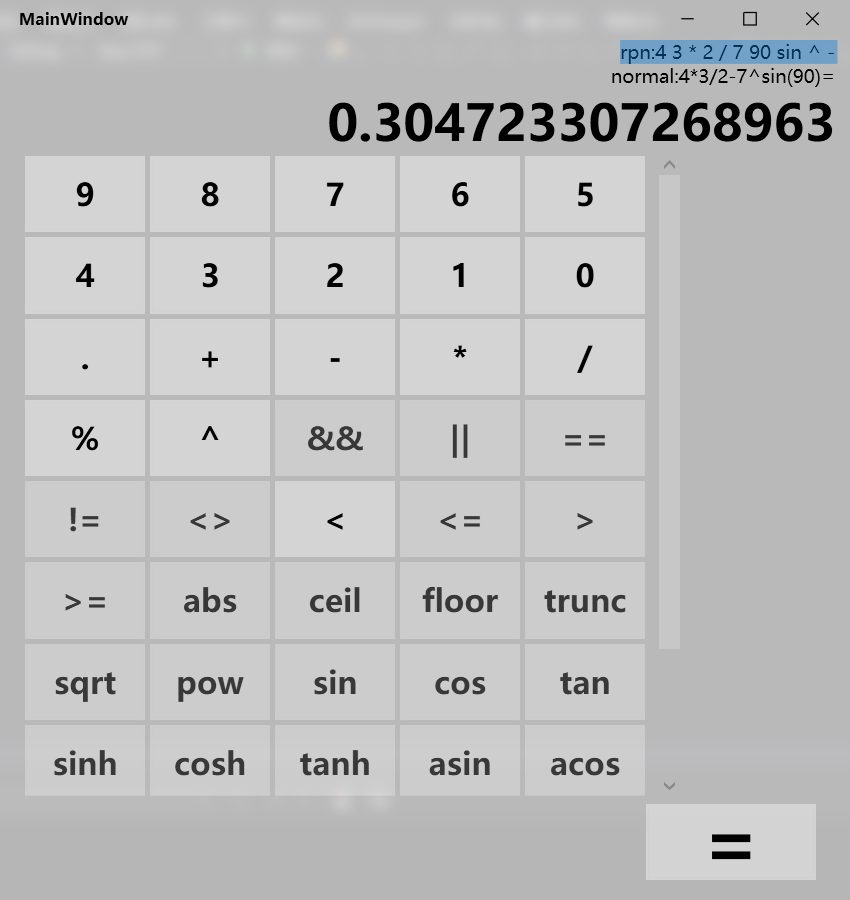 MainWindow
rpn:4 3 * 2 / 7 90 sin ^ -
normal:4*3/2-7^sin(90)=
0.304723307268963
9 8 7 6 5
4 3 2 1 0
. + - * /
% ^ && || ==
!= <> < <= >
>= abs ceil floor trunc
sqrt pow sin cos tan
sinh cosh tanh asin acos
=